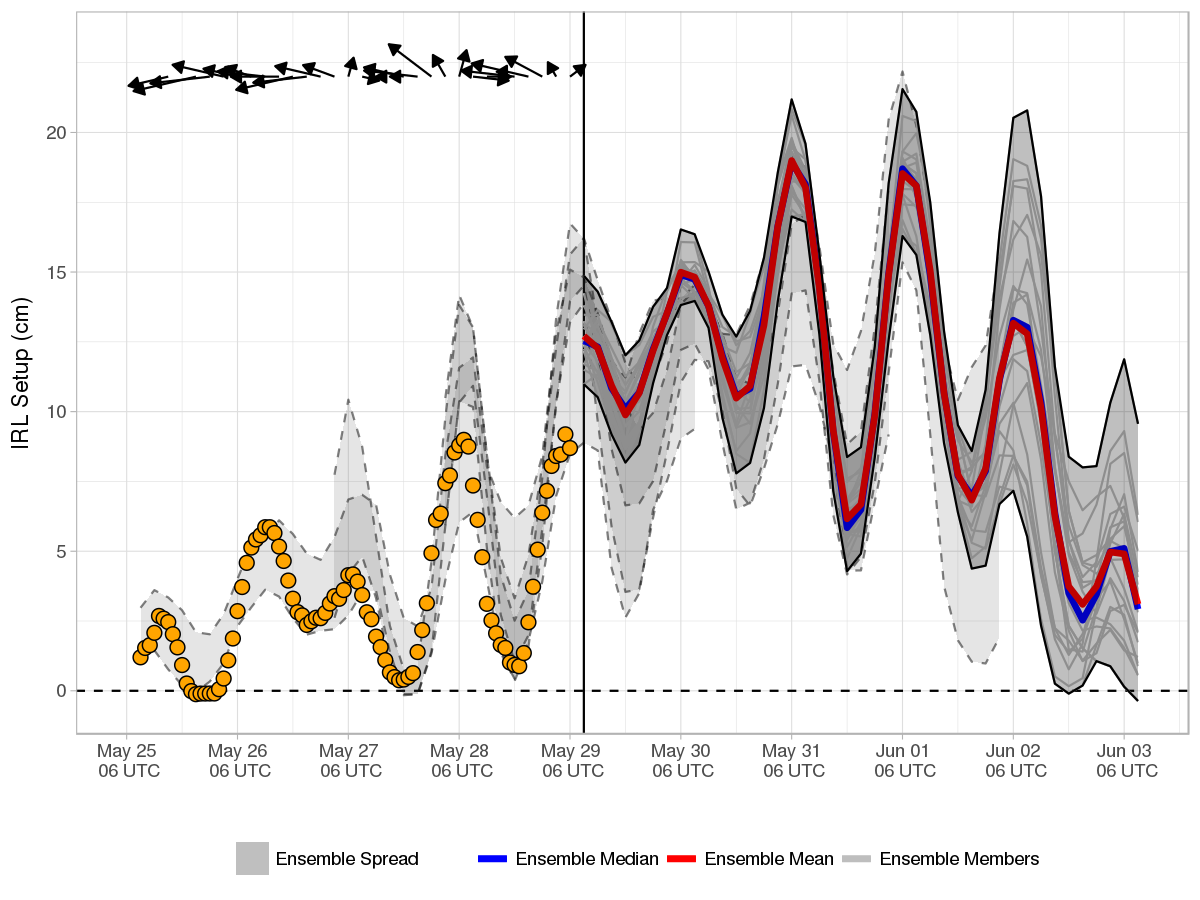 IRL Setup (cm)
20
15
10
5
0
May 25 May 26 May 27 May 28 May 29 May 30 May 31 Jun 01 Jun 02 Jun 03
06 UTC 06 UTC 06 UTC 06 UTC 06 UTC 06 UTC 06 UTC 06 UTC 06 UTC 06 UTC
Ensemble Spread Ensemble Median Ensemble Mean Ensemble Members